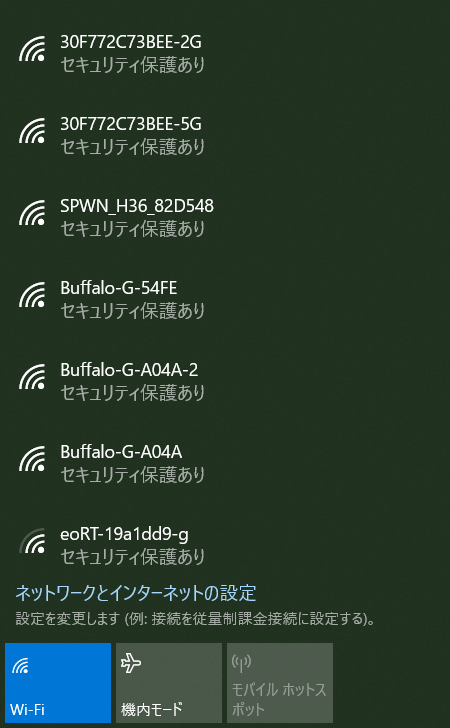 30F772C73BEE-2G
セキュリティ保護あり
30F772C73BEE-5G
セキュリティ保護あり
SPWN_H36_82D548
セキュリティ保護あり
Buffalo-G-54FE
セキュリティ保護あり
Buffalo-G-A04A-2
セキュリティ保護あり
Buffalo-G-A04A
セキュリティ保護あり
eoRT-19a1dd9-g
セキュリティ保護あり
ネットワークとインターネットの設定
設定を変更します (例: 接続を従量制課金接続に設定する)。
Wi-Fi
機内モード
モバイル ホットス
ポット